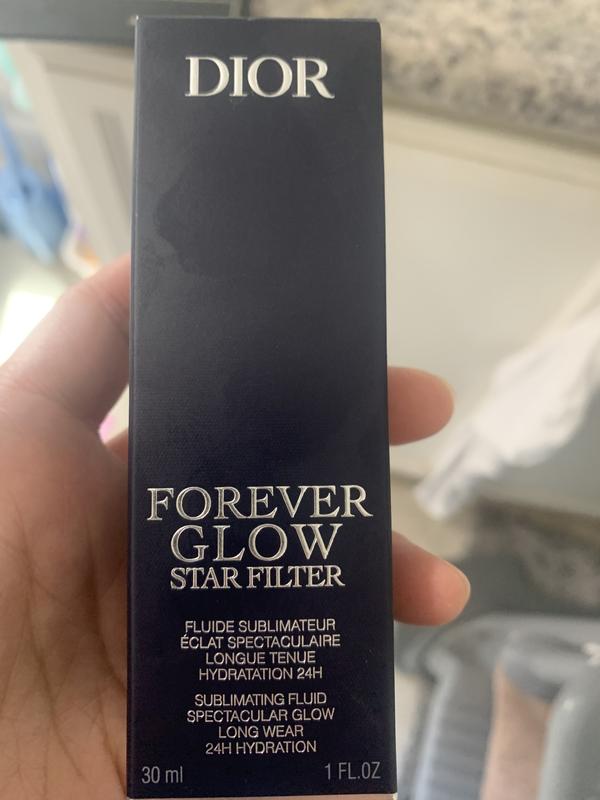 DIOR
FOREVER
GLOW
STAR FILTER
FLUIDE SUBLIMATEUR
ÉCLAT SPECTACULAIRE
LONGUE TENUE
HYDRATATION 24H
SUBLIMATING FLUID
SPECTACULAR GLOW
LONG WEAR
24H HYDRATION
30 ml 1 FL.OZ